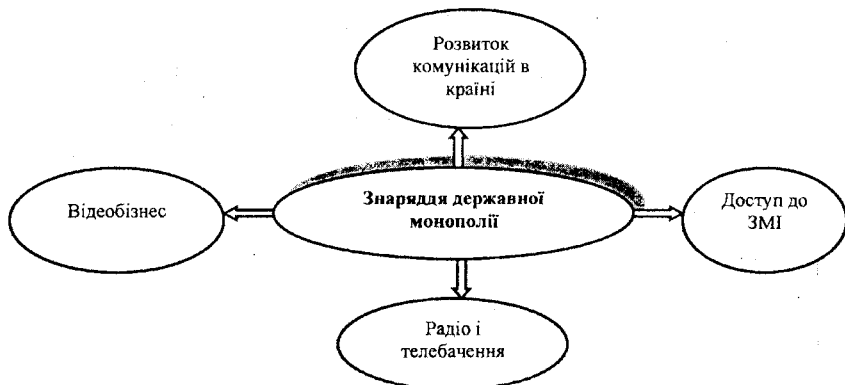 Розвиток
комунікацій в
країні
Відеобізнес
Знаряддя державної
монополії
Доступ до
ЗМІ
Радіо і
телебачення